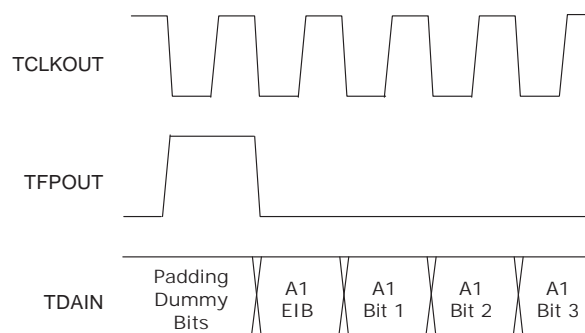 TCLKOUT
TFPOUT
TDAIN
Padding
Dummy
Bits
A1
EIB
A1
Bit 1
A1
Bit 2
A1
Bit 3